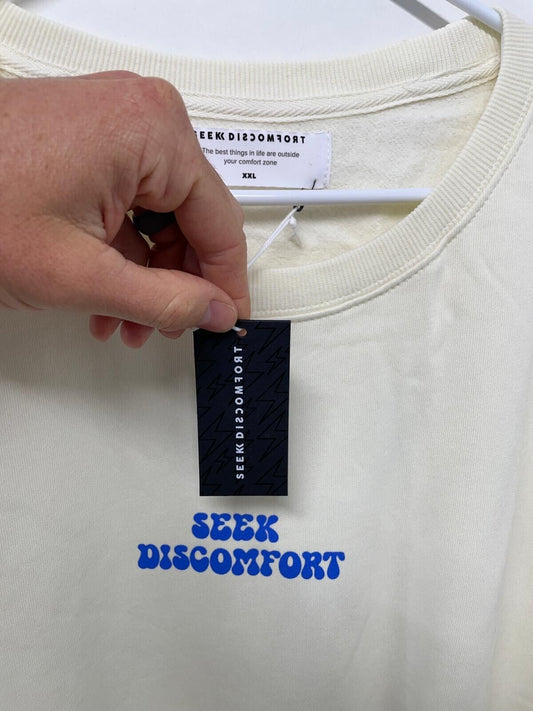 SEEK DISCOMFORT
The best things in life are outside
your comfort zone
XXL
SEEK DISCOMFORT
SEEK
DISCOMFORT